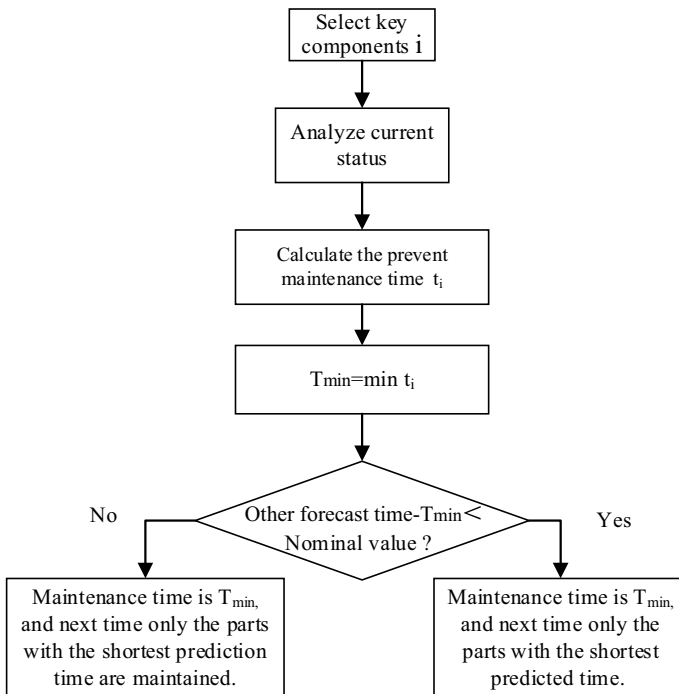 Select key
components i
Analyze current
status
Calculate the prevent
maintenance time ti
Tmin=min ti
Other forecast time-Tmin<
Nominal value ?
No
Yes
Maintenance time is Tmin,
and next time only the parts
with the shortest prediction
time are maintained.
Maintenance time is Tmin,
and next time only the
parts with the shortest
predicted time.